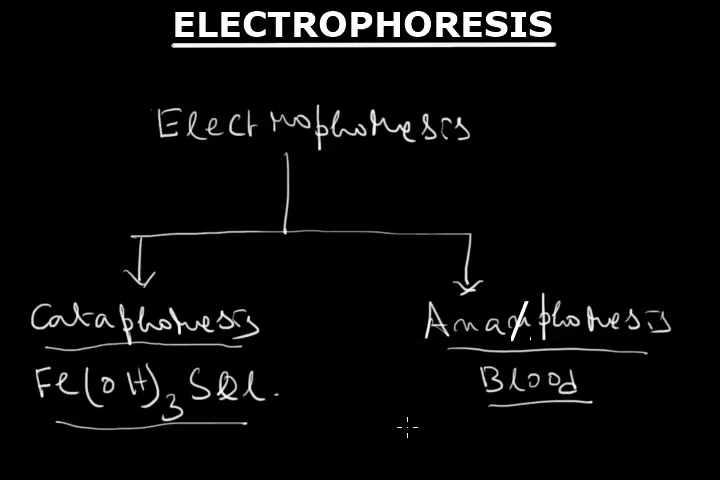 ELECTROPHORESIS
Electrophoresis
Cataphoresis
Anaphoresis
Fe(OH)3 Sol.
Blood